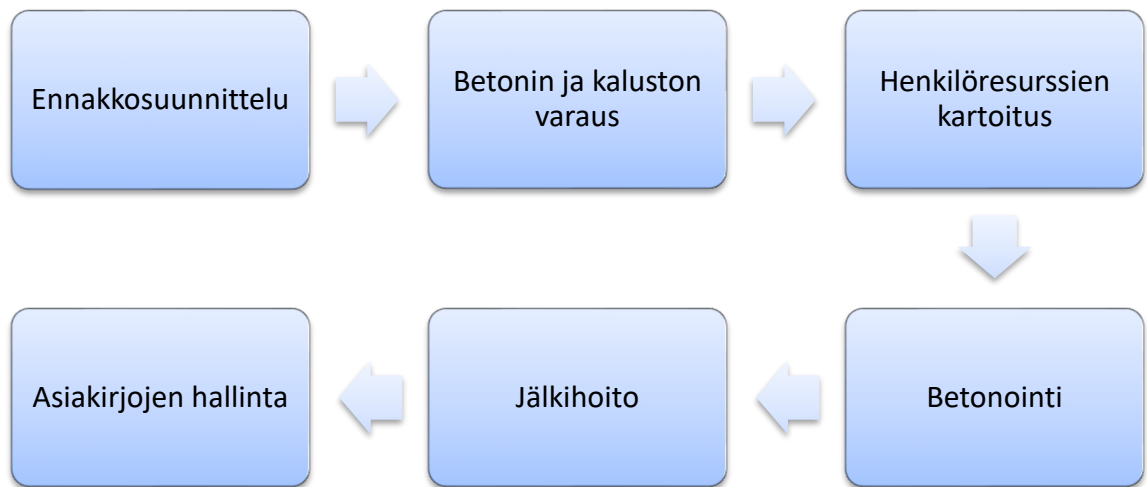 Ennakkosuunnittelu
Betonin ja kaluston
varaus
Henkilöresurssien
kartoitus
Betonointi
Jälkihoito
Asiakirjojen hallinta